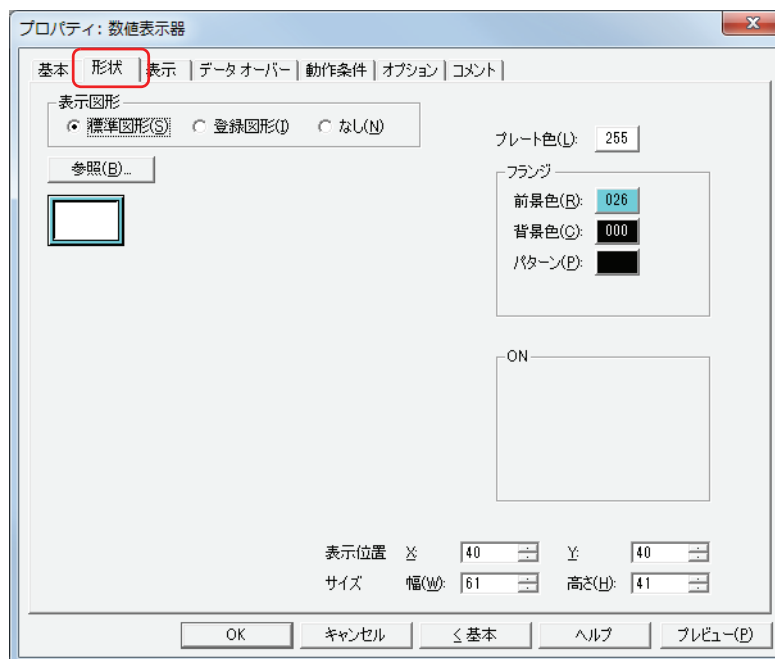 プロパティ: 数値表示器
基本 形状 表示 データ オーバー 動作条件 オプション コメント
表示図形
標準図形(S) 登録図形(I) なし(N)
プレート色(L): 255
参照(B)...
フランジ
前景色(R): 026
背景色(C): 000
パターン(P):
ON
表示位置 X: 40 Y: 40
サイズ 幅(W): 61 高さ(H): 41
OK キャンセル < 基本 ヘルプ プレビュー(P)